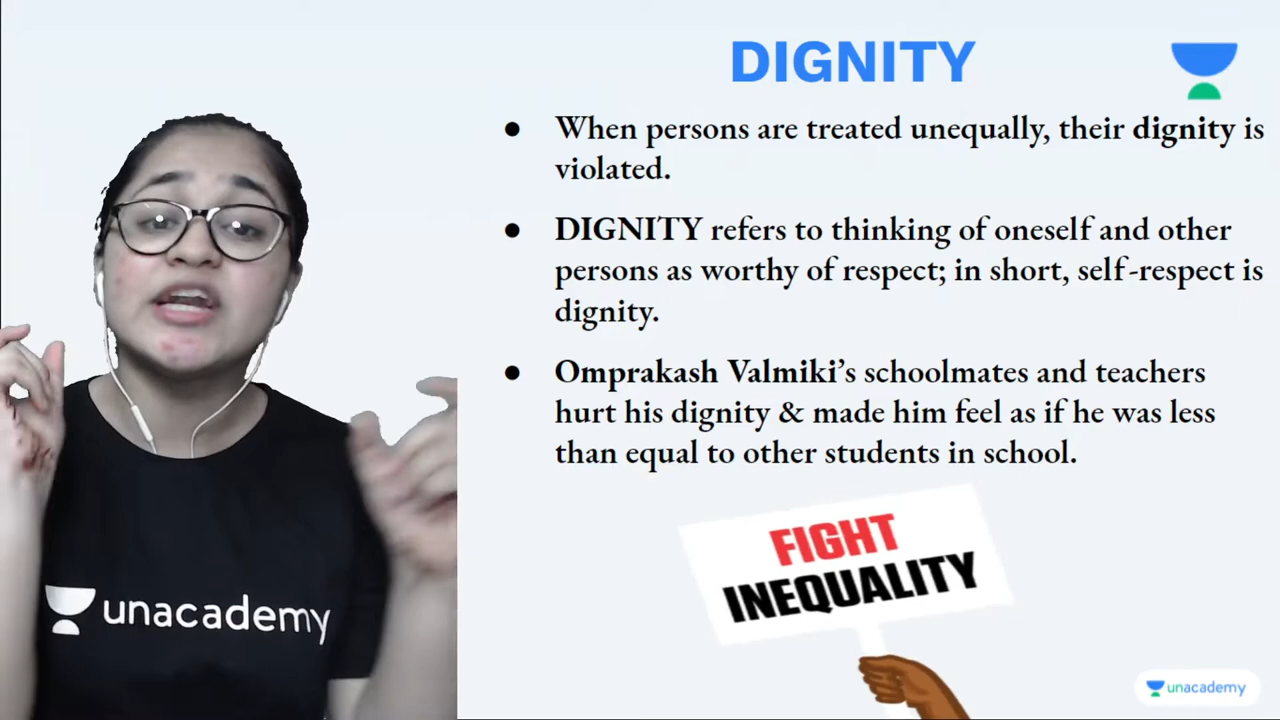 DIGNITY
● When persons are treated unequally, their dignity is
violated.
● DIGNITY refers to thinking of oneself and other
persons as worthy of respect; in short, self-respect is
dignity.
● Omprakash Valmiki’s schoolmates and teachers
hurt his dignity & made him feel as if he was less
than equal to other students in school.
FIGHT
INEQUALITY
unacademy
unacademy